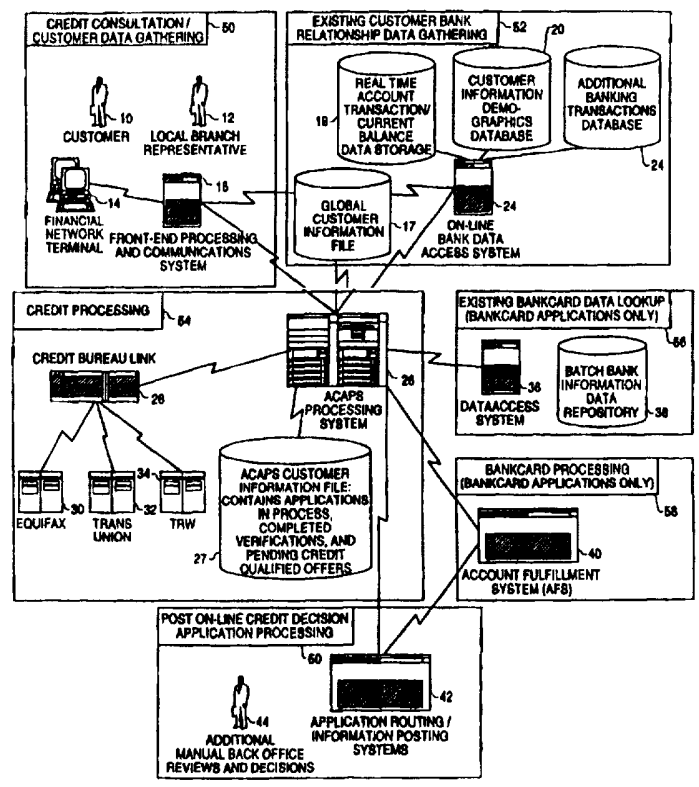 CREDIT CONSULTATION /
CUSTOMER DATA GATHERING
50
10
CUSTOMER
12
LOCAL BRANCH
REPRESENTATIVE
14
FINANCIAL
NETWORK
TERMINAL
16
FRONT-END PROCESSING
AND COMMUNICATIONS
SYSTEM
EXISTING CUSTOMER BANK
RELATIONSHIP DATA GATHERING
52
20
REAL TIME
ACCOUNT
TRANSACTION/
CURRENT
BALANCE
DATA STORAGE
18
CUSTOMER
INFORMATION
DEMO-
GRAPHICS
DATABASE
ADDITIONAL
BANKING
TRANSACTIONS
DATABASE
24
GLOBAL
CUSTOMER
INFORMATION
FILE
17
24
ON-LINE
BANK DATA
ACCESS SYSTEM
CREDIT PROCESSING
54
CREDIT BUREAU LINK
26
26
ACAPS
PROCESSING
SYSTEM
30
EQUIFAX
32
TRANS
UNION
34
TRW
ACAPS CUSTOMER
INFORMATION FILE:
CONTAINS APPLICATIONS
IN PROCESS,
COMPLETED
VERIFICATIONS, AND
PENDING CREDIT
QUALIFIED OFFERS
27
EXISTING BANKCARD DATA LOOKUP
(BANKCARD APPLICATIONS ONLY)
56
36
DATAACCESS
SYSTEM
BATCH BANK
INFORMATION
DATA
REPOSITORY
38
BANKCARD PROCESSING
(BANKCARD APPLICATIONS ONLY)
58
40
ACCOUNT FULFILLMENT
SYSTEM (AFS)
POST ON-LINE CREDIT DECISION
APPLICATION PROCESSING
60
44
ADDITIONAL
MANUAL BACK OFFICE
REVIEWS AND DECISIONS
42
APPLICATION ROUTING /
INFORMATION POSTING
SYSTEMS